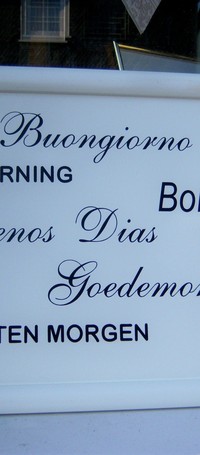 Buongiorno
RNING
Bo
enos Dias
Goedemo
TEN MORGEN